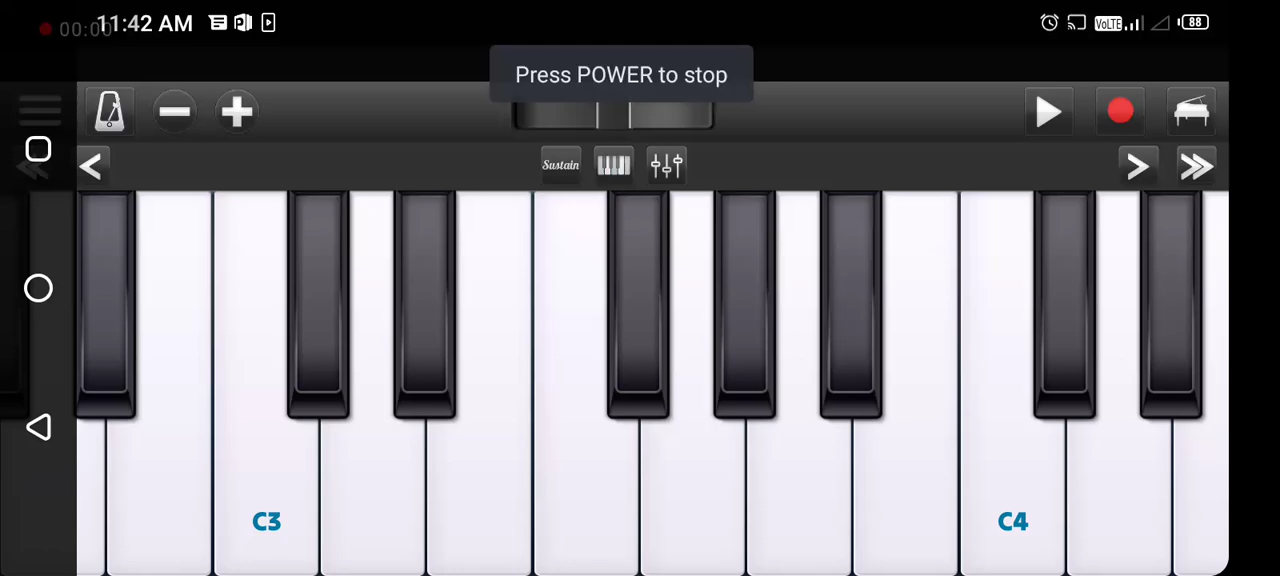 00:00
11:42 AM
VoLTE
88
Press POWER to stop
Sustain
C3
C4